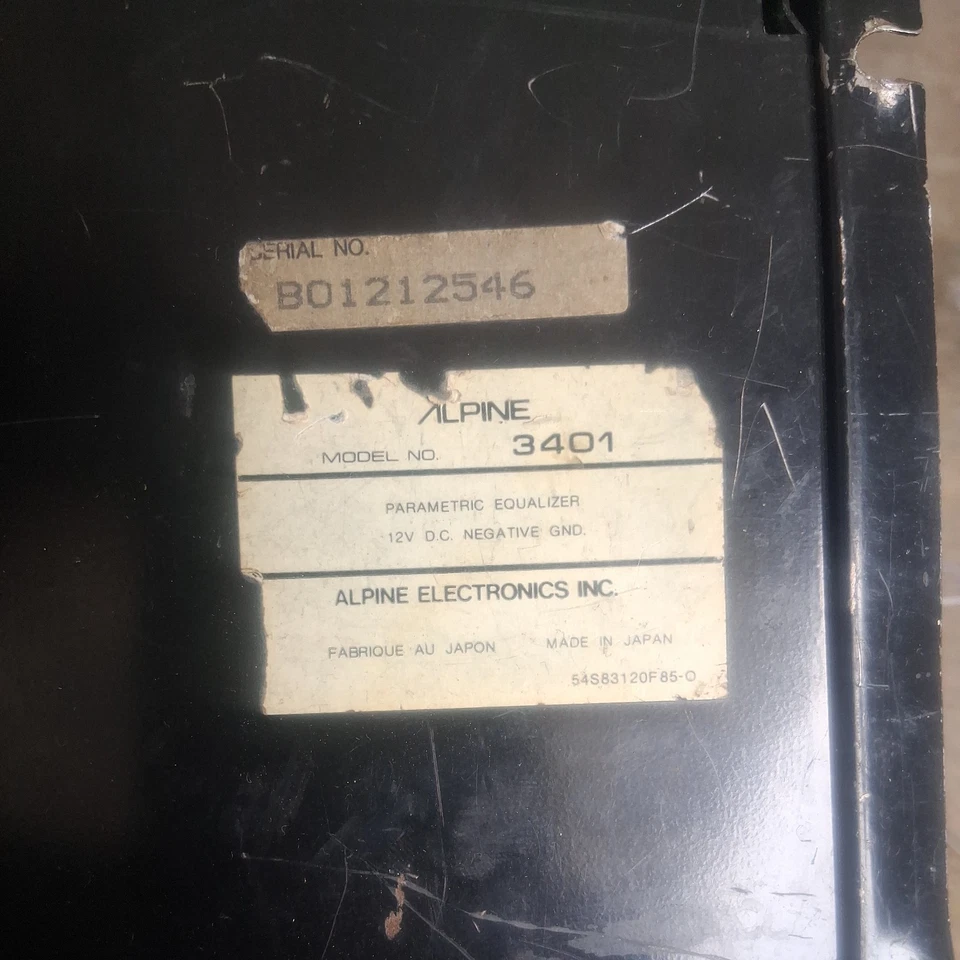 SERIAL NO.
B01212546
ALPINE
MODEL NO. 3401
PARAMETRIC EQUALIZER
12V D.C. NEGATIVE GND.
ALPINE ELECTRONICS INC.
FABRIQUE AU JAPON MADE IN JAPAN
54S83120F85-O